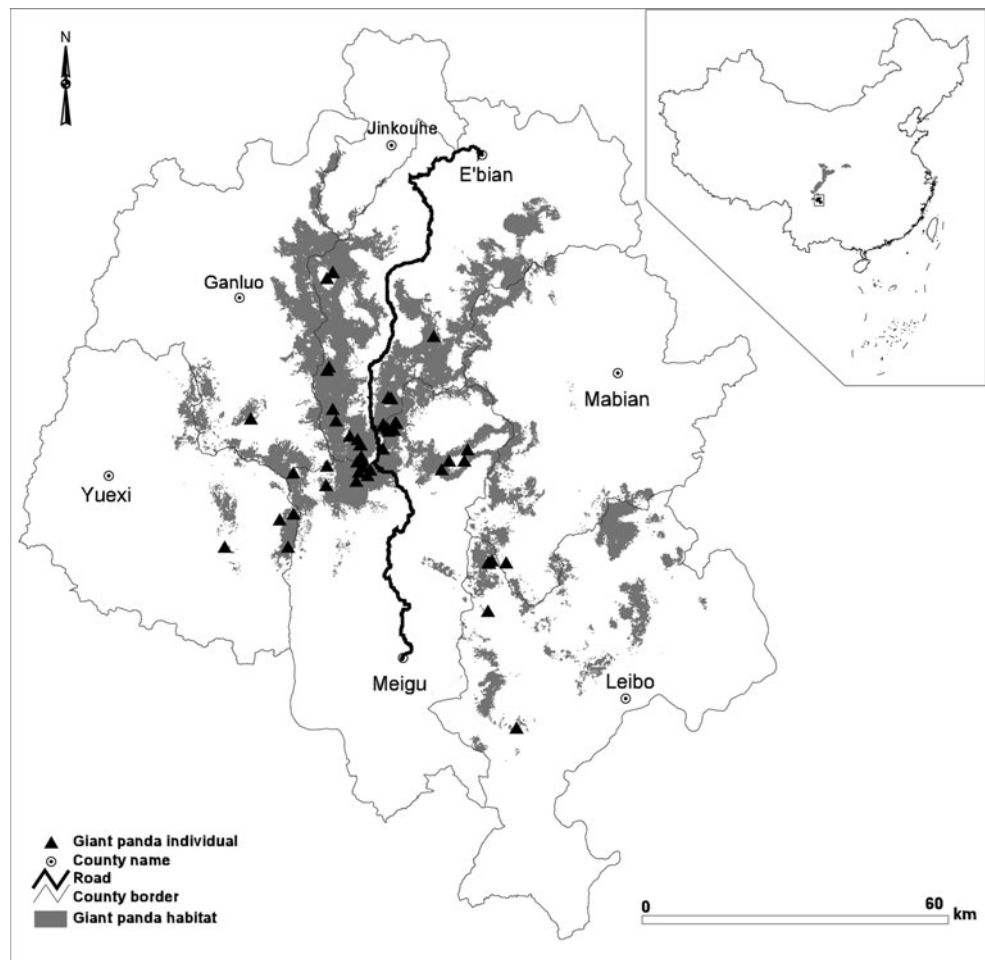 N
Jinkouhe
E'bian
Ganluo
Mabian
Yuexi
Meigu
Leibo
Giant panda individual
County name
Road
County border
Giant panda habitat
0 60 km